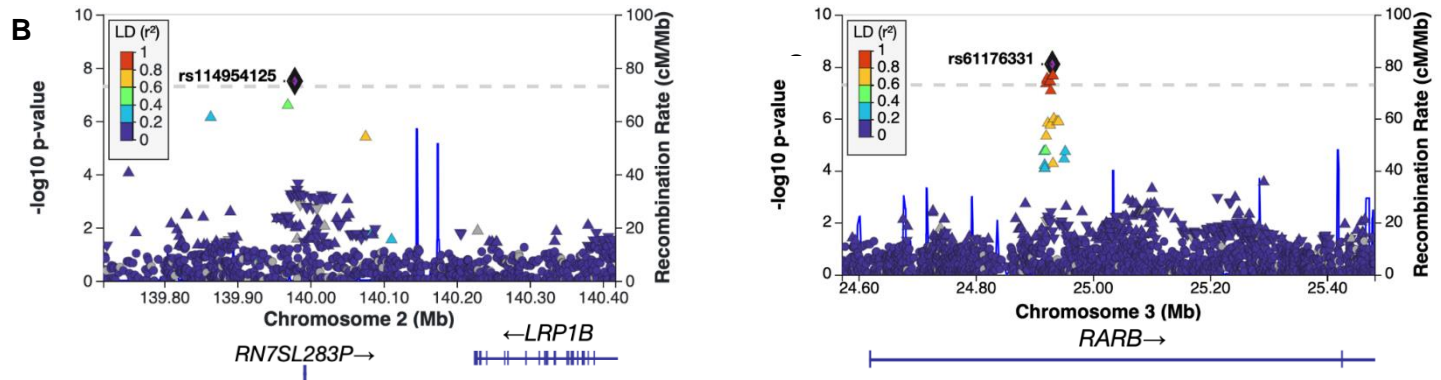 B
LD (r²)
1
0.8
0.6
0.4
0.2
0
10
8
6
4
2
0
-log10 p-value
rs114954125
100
80
60
40
20
0
Recombination Rate (cM/Mb)
139.80 139.90 140.00 140.10 140.20 140.30 140.40
Chromosome 2 (Mb)
←LRP1B
RN7SL283P→
LD (r²)
1
0.8
0.6
0.4
0.2
0
10
8
6
4
2
0
-log10 p-value
rs61176331
100
80
60
40
20
0
Recombination Rate (cM/Mb)
24.60 24.80 25.00 25.20 25.40
Chromosome 3 (Mb)
RARB→